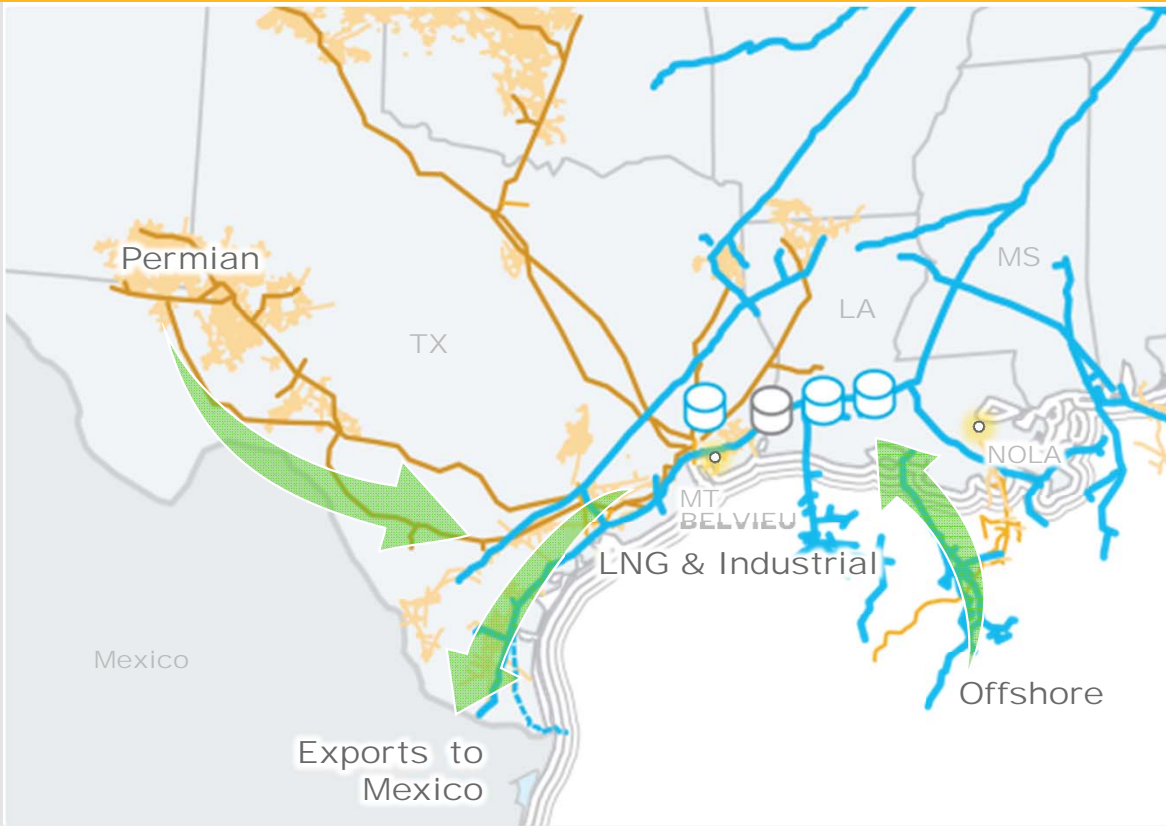 Permian
MS
LA
TX
NOLA
MT
BELVIEU
LNG & Industrial
Mexico
Offshore
Exports to
Mexico